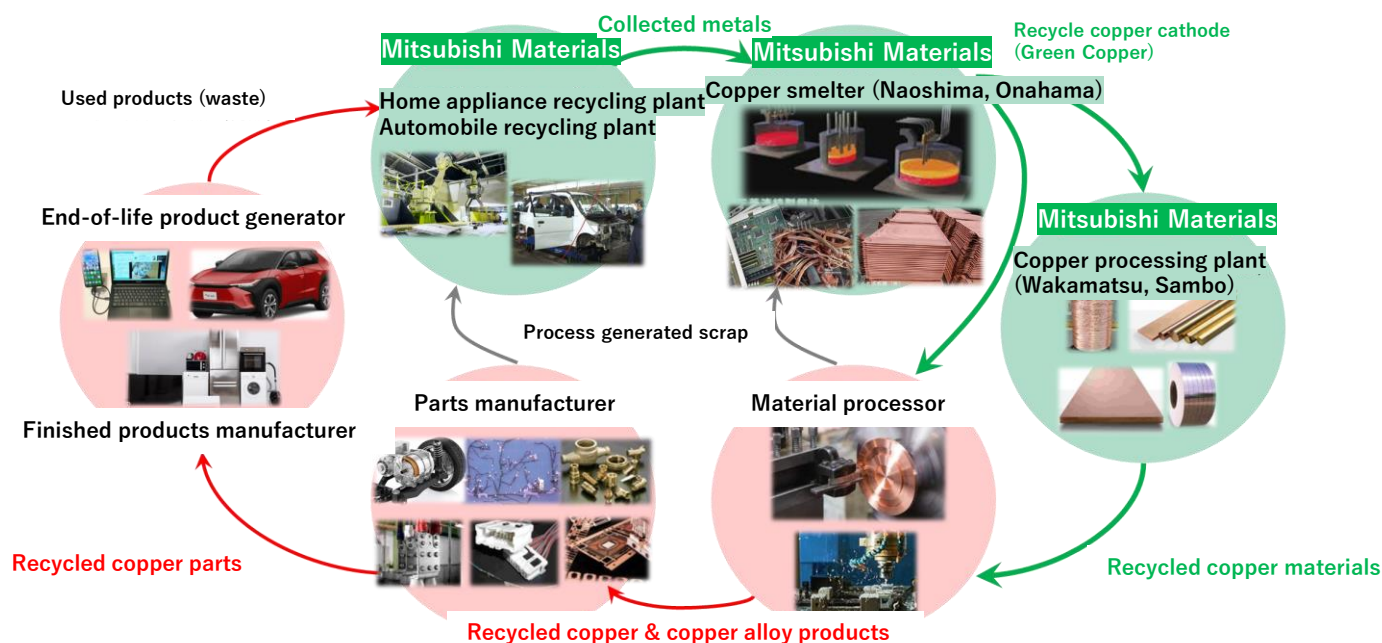 Collected metals
Mitsubishi Materials
Mitsubishi Materials
Recycle copper cathode
(Green Copper)
Used products (waste)
Home appliance recycling plant
Automobile recycling plant
Copper smelter (Naoshima, Onahama)
End-of-life product generator
Mitsubishi Materials
Copper processing plant
(Wakamatsu, Sambo)
Process generated scrap
Parts manufacturer
Material processor
Finished products manufacturer
Recycled copper parts
Recycled copper materials
Recycled copper & copper alloy products